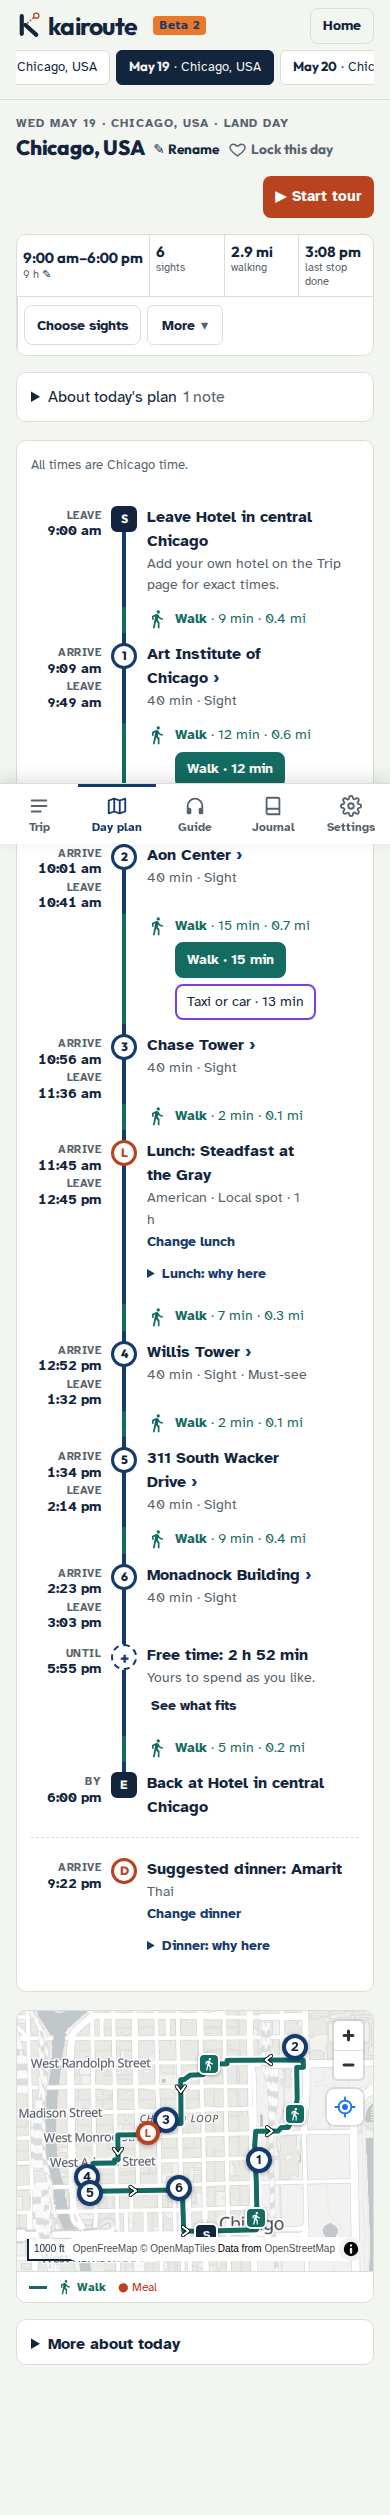 kairoute Beta 2 Home
Chicago, USA May 19 · Chicago, USA May 20 · Chic
WED MAY 19 · CHICAGO, USA · LAND DAY
Chicago, USA ✎ Rename Lock this day
▶ Start tour
9:00 am–6:00 pm 6 2.9 mi 3:08 pm
9 h ✎ sights walking last stop
done
Choose sights More ▾
▶ About today's plan 1 note
All times are Chicago time.
LEAVE
9:00 am
S
Leave Hotel in central
Chicago
Add your own hotel on the Trip
page for exact times.
Walk · 9 min · 0.4 mi
ARRIVE
9:09 am
LEAVE
9:49 am
1
Art Institute of
Chicago ›
40 min · Sight
Walk · 12 min · 0.6 mi
Walk · 12 min
Trip Day plan Guide Journal Settings
ARRIVE
10:01 am
LEAVE
10:41 am
2
Aon Center ›
40 min · Sight
Walk · 15 min · 0.7 mi
Walk · 15 min
Taxi or car · 13 min
ARRIVE
10:56 am
LEAVE
11:36 am
3
Chase Tower ›
40 min · Sight
Walk · 2 min · 0.1 mi
ARRIVE
11:45 am
LEAVE
12:45 pm
L
Lunch: Steadfast at
the Gray
American · Local spot · 1
h
Change lunch
▶ Lunch: why here
Walk · 7 min · 0.3 mi
ARRIVE
12:52 pm
LEAVE
1:32 pm
4
Willis Tower ›
40 min · Sight · Must-see
Walk · 2 min · 0.1 mi
ARRIVE
1:34 pm
LEAVE
2:14 pm
5
311 South Wacker
Drive ›
40 min · Sight
Walk · 9 min · 0.4 mi
ARRIVE
2:23 pm
LEAVE
3:03 pm
6
Monadnock Building ›
40 min · Sight
UNTIL
5:55 pm
+
Free time: 2 h 52 min
Yours to spend as you like.
See what fits
Walk · 5 min · 0.2 mi
BY
6:00 pm
E
Back at Hotel in central
Chicago
ARRIVE
9:22 pm
D
Suggested dinner: Amarit
Thai
Change dinner
▶ Dinner: why here
+
−
2
West Randolph Street
Madison Street
3
LOOP
L
West Monro
Street
1
4
5
6
S
1000 ft OpenFreeMap © OpenMapTiles Data from OpenStreetMap
Walk Meal
▶ More about today